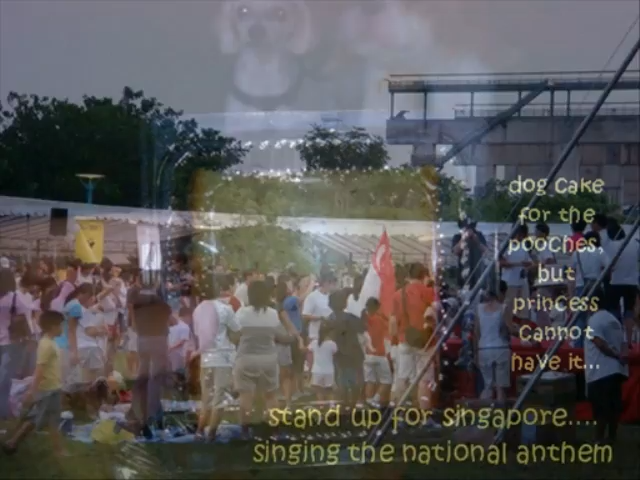 dog cake
for the
pooches,
but
princess
cannot
have it...
stand up for singapore....
singing the national anthem